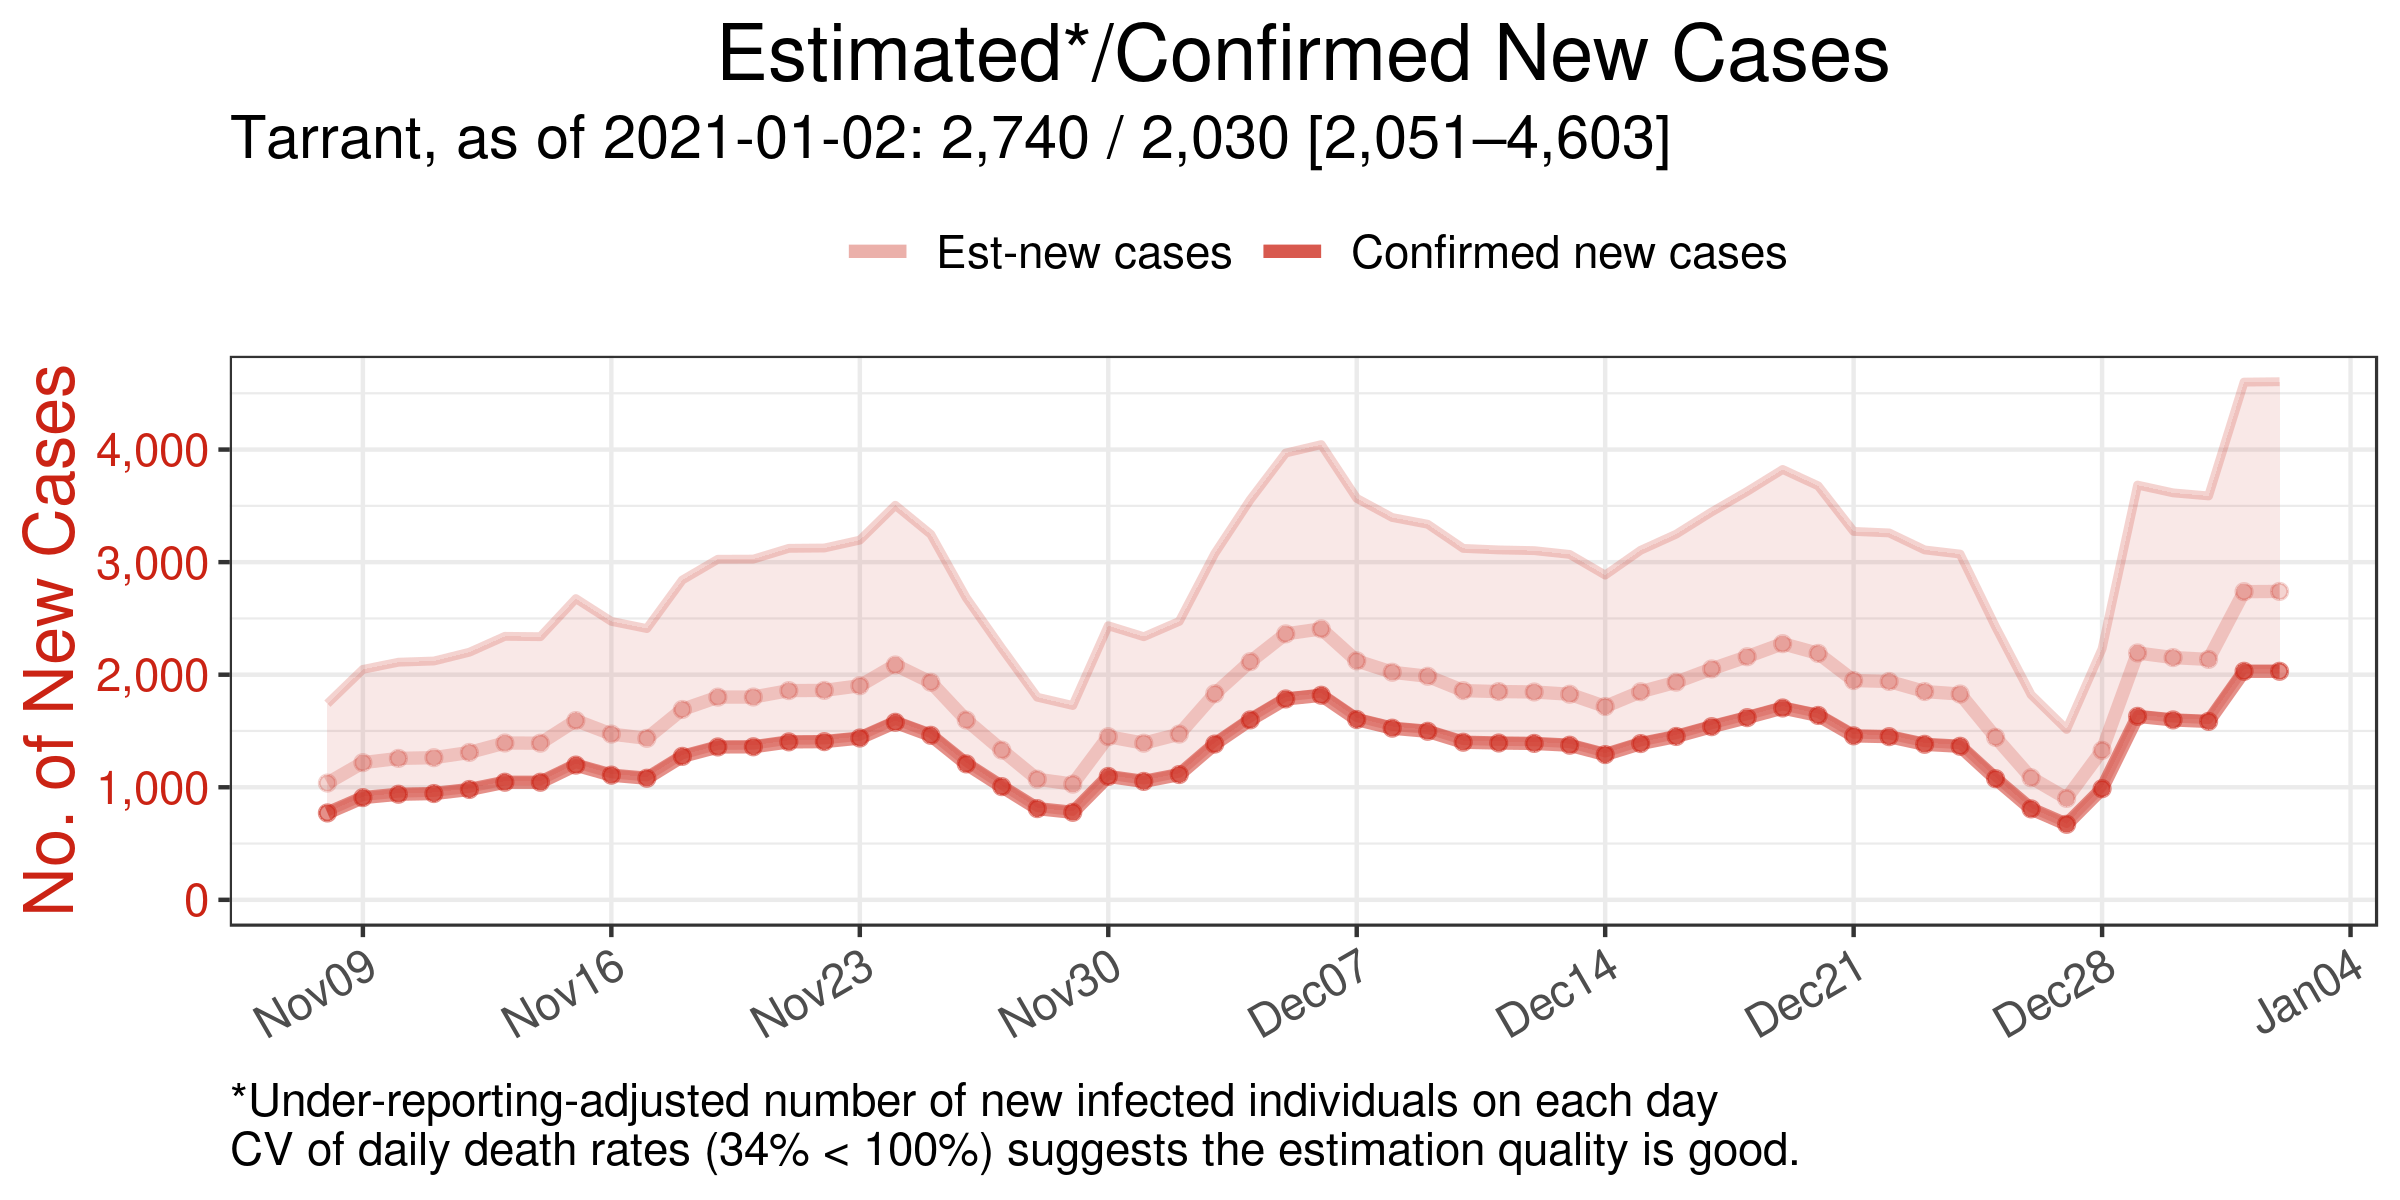 Estimated*/Confirmed New Cases
Tarrant, as of 2021-01-02: 2,740 / 2,030 [2,051–4,603]
Est-new cases
Confirmed new cases
No. of New Cases
4,000
3,000
2,000
1,000
0
Nov09
Nov16
Nov23
Nov30
Dec07
Dec14
Dec21
Dec28
Jan04
*Under-reporting-adjusted number of new infected individuals on each day
CV of daily death rates (34% < 100%) suggests the estimation quality is good.